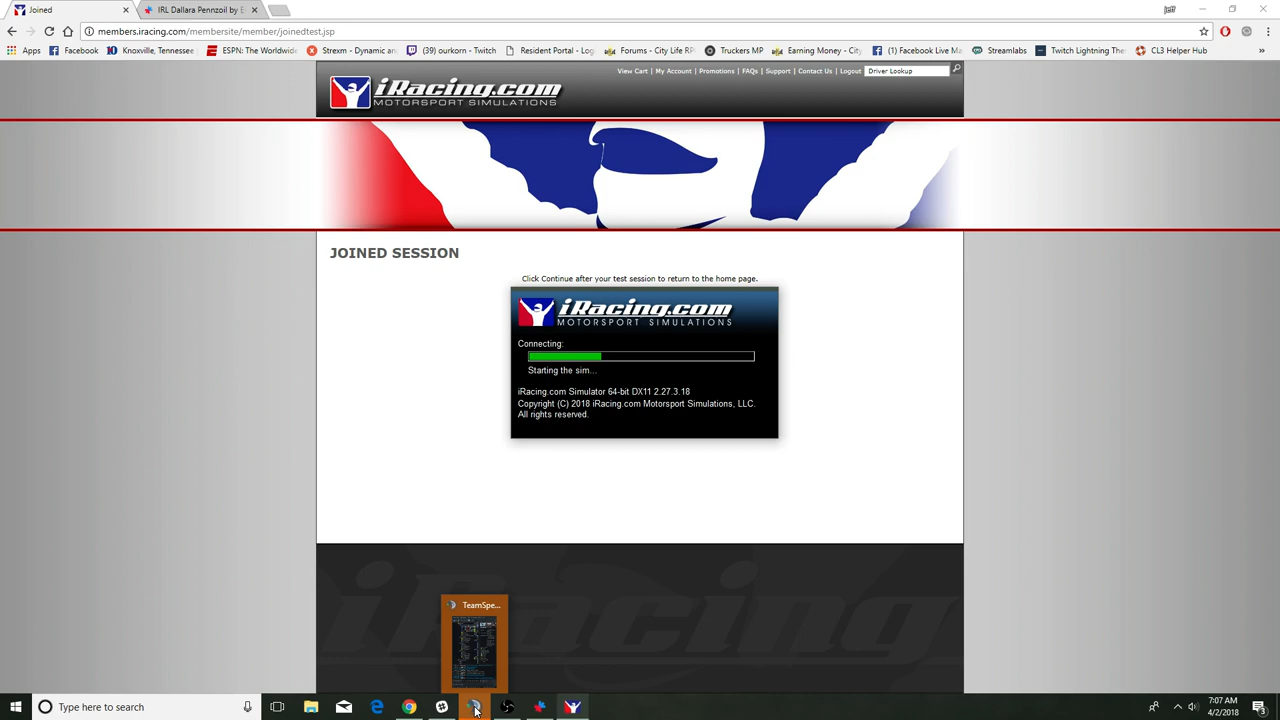 Joined
IRL Dallara Pennzoil by E
members.iracing.com/membersite/member/joinedtest.jsp
Apps
Facebook
Knoxville, Tennessee
ESPN: The Worldwide
Strexm - Dynamic an
(39) ourkorn - Twitch
Resident Portal - Log
Forums - City Life RP
Truckers MP
Earning Money - City
(1) Facebook Live Ma
Streamlabs
Twitch Lightning The
CL3 Helper Hub
View Cart | My Account | Promotions | FAQs | Support | Contact Us | Logout
Driver Lookup
iRacing.com
MOTORSPORT SIMULATIONS
JOINED SESSION
Click Continue after your test session to return to the home page.
iRacing.com
MOTORSPORT SIMULATIONS
Connecting:
Starting the sim...
iRacing.com Simulator 64-bit DX11 2.27.3.18
Copyright (C) 2018 iRacing.com Motorsport Simulations, LLC.
All rights reserved.
iRacing
TeamSpe...
Type here to search
7:07 AM
4/2/2018
3